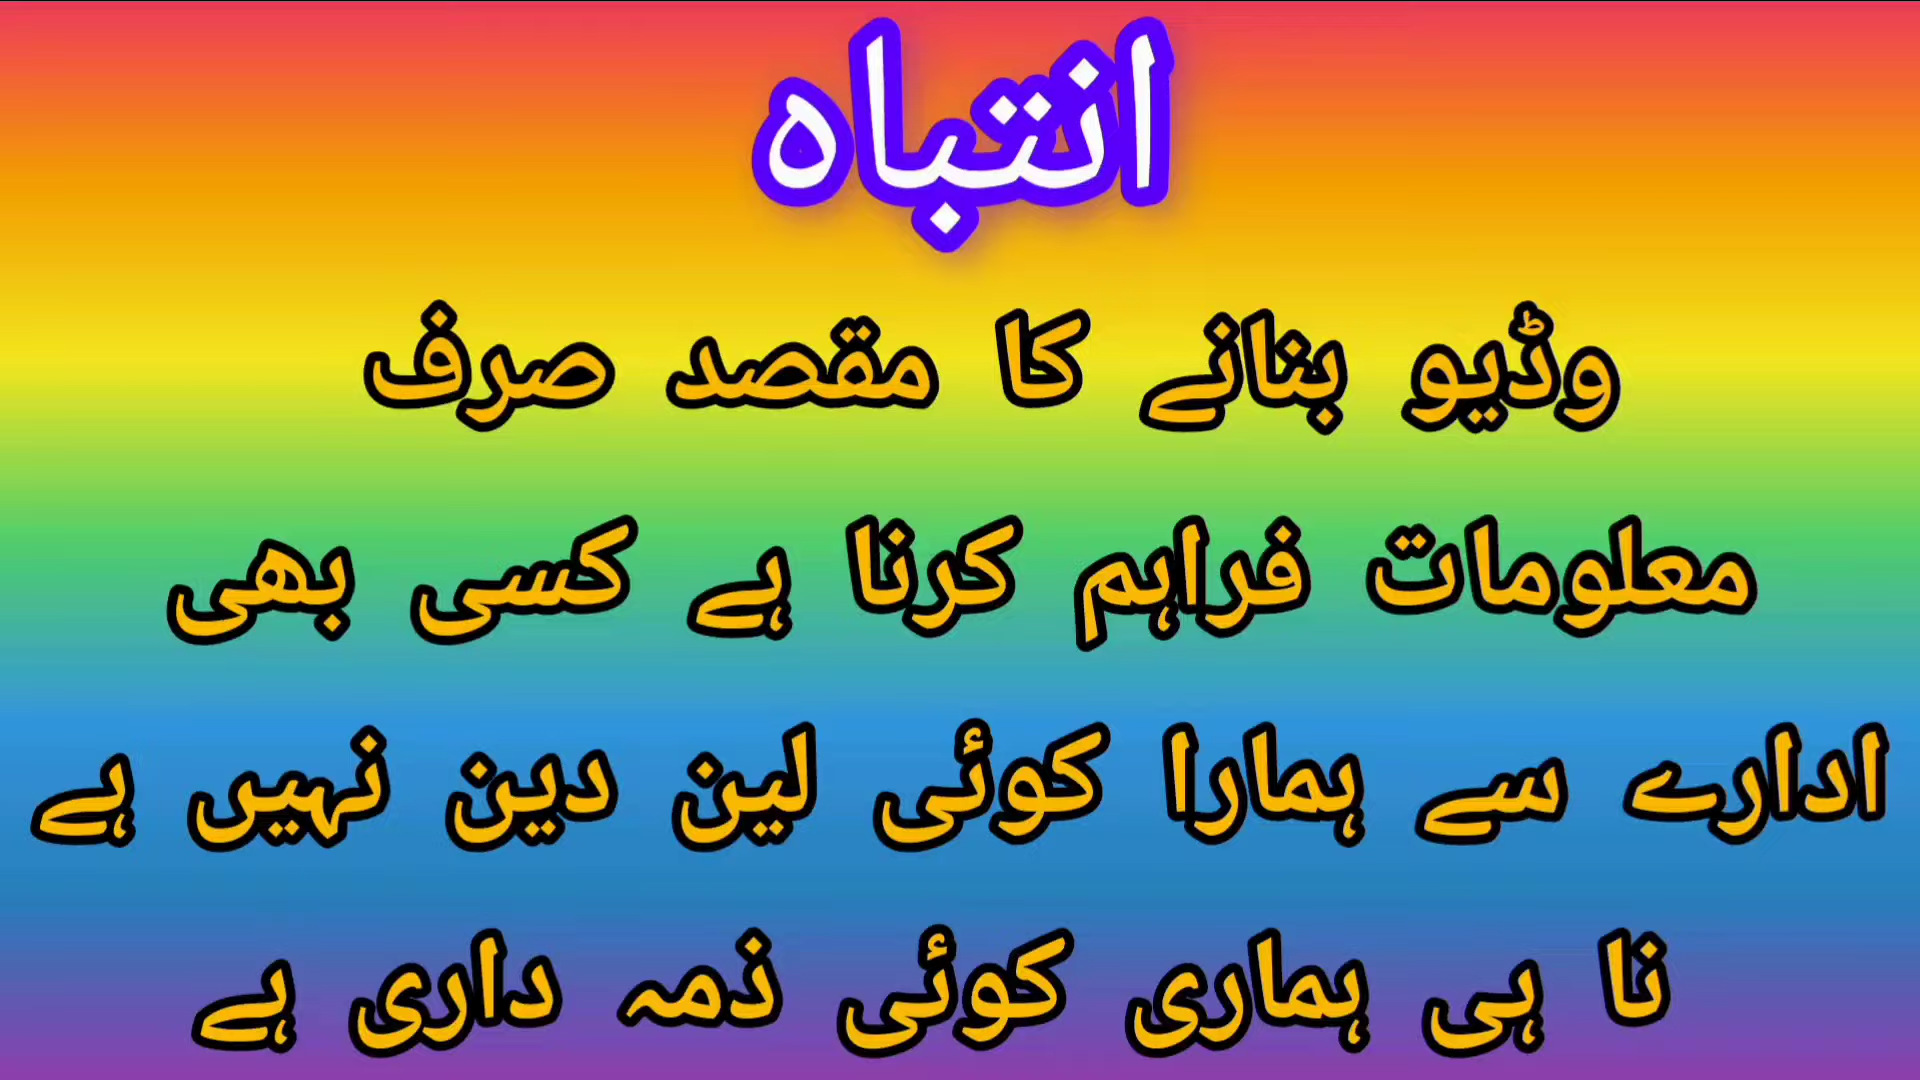 انتباہ
وڈیو بنانے کا مقصد صرف
معلومات فراہم کرنا ہے کسی بھی
ادارے سے ہمارا کوئی لین دین نہیں ہے
نا ہی ہماری کوئی ذمہ داری ہے